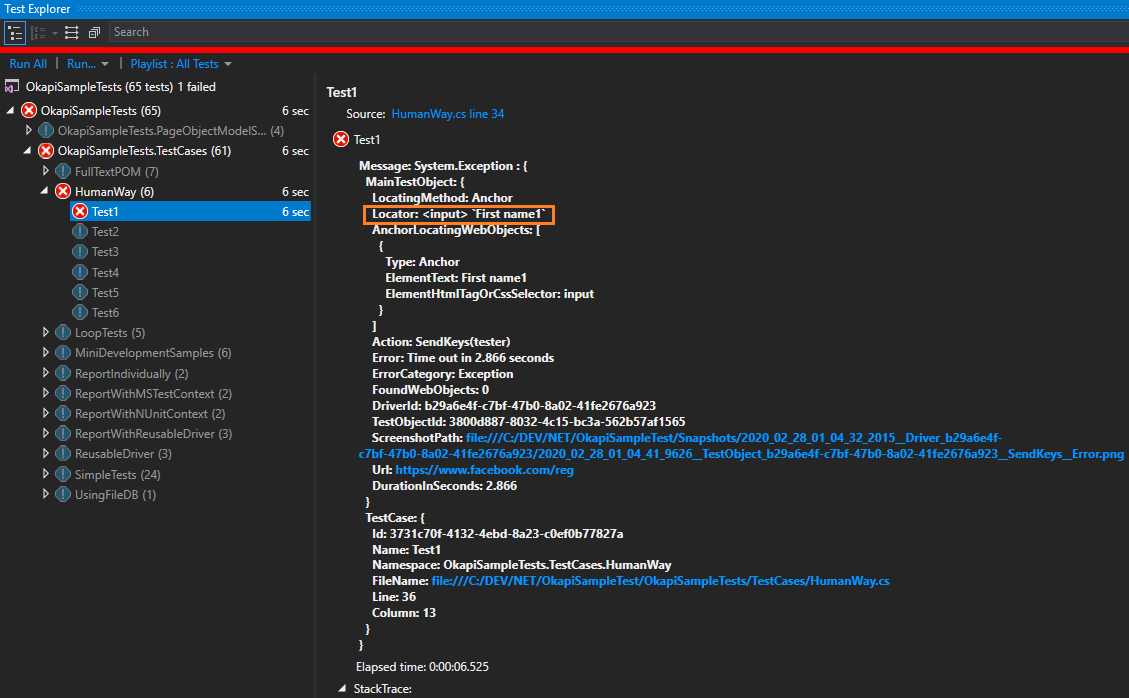 Test Explorer
Search
Run All | Run... | Playlist : All Tests
OkapiSampleTests (65 tests) 1 failed
OkapiSampleTests (65) 6 sec
OkapiSampleTests.PageObjectModelS... (4)
OkapiSampleTests.TestCases (61) 6 sec
FullTextPOM (7)
HumanWay (6) 6 sec
Test1 6 sec
Test2
Test3
Test4
Test5
Test6
LoopTests (5)
MiniDevelopmentSamples (6)
ReportIndividually (2)
ReportWithMSTestContext (2)
ReportWithNUnitContext (2)
ReportWithReusableDriver (3)
ReusableDriver (3)
SimpleTests (24)
UsingFileDB (1)
Test1
Source: HumanWay.cs line 34
Test1
Message: System.Exception : {
MainTestObject: {
LocatingMethod: Anchor
Locator: <input> `First name1`
AnchorLocatingWebObjects: [
{
Type: Anchor
ElementText: First name1
ElementHtmlTagOrCssSelector: input
}
]
Action: SendKeys(tester)
Error: Time out in 2.866 seconds
ErrorCategory: Exception
FoundWebObjects: 0
DriverId: b29a6e4f-c7bf-47b0-8a02-41fe2676a923
TestObjectId: 3800d887-8032-4c15-bc3a-562b57af1565
ScreenshotPath: file:///C:/DEV/NET/OkapiSampleTest/Snapshots/2020_02_28_01_04_32_2015__Driver_b29a6e4f-
c7bf-47b0-8a02-41fe2676a923/2020_02_28_01_04_41_9626__TestObject_b29a6e4f-c7bf-47b0-8a02-41fe2676a923__SendKeys__Error.png
Url: https://www.facebook.com/reg
DurationInSeconds: 2.866
}
TestCase: {
Id: 3731c70f-4132-4ebd-8a23-c0ef0b77827a
Name: Test1
Namespace: OkapiSampleTests.TestCases.HumanWay
FileName: file:///C:/DEV/NET/OkapiSampleTest/OkapiSampleTests/TestCases/HumanWay.cs
Line: 36
Column: 13
}
}
Elapsed time: 0:00:06.525
StackTrace: